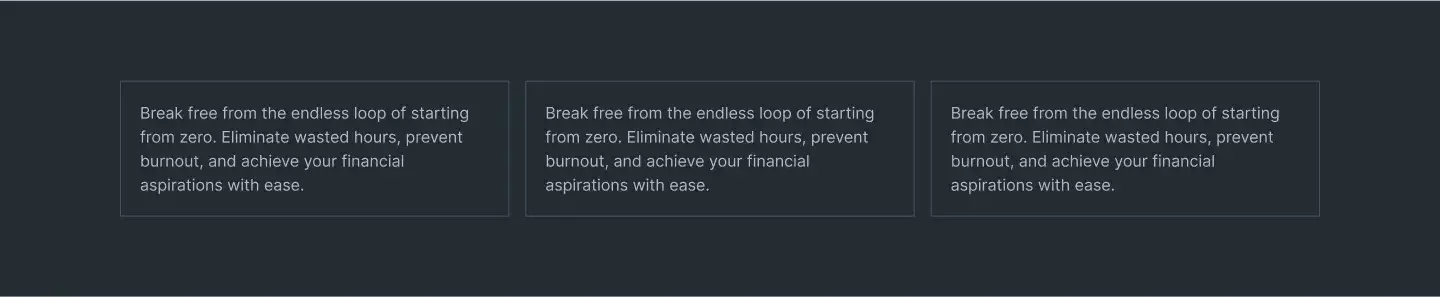 Break free from the endless loop of starting
from zero. Eliminate wasted hours, prevent
burnout, and achieve your financial
aspirations with ease.
Break free from the endless loop of starting
from zero. Eliminate wasted hours, prevent
burnout, and achieve your financial
aspirations with ease.
Break free from the endless loop of starting
from zero. Eliminate wasted hours, prevent
burnout, and achieve your financial
aspirations with ease.